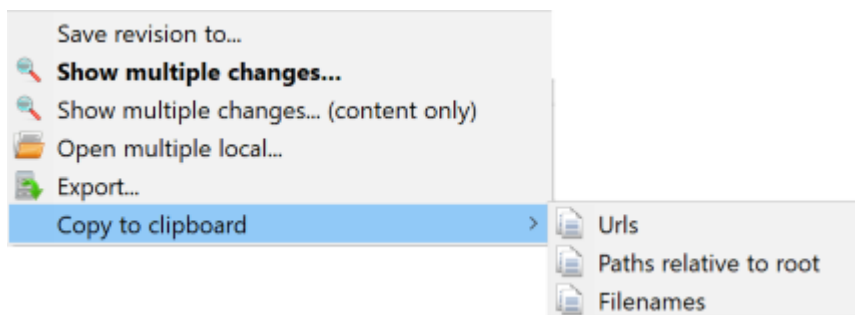 Save revision to...
Show multiple changes...
Show multiple changes... (content only)
Open multiple local...
Export...
Copy to clipboard
Urls
Paths relative to root
Filenames